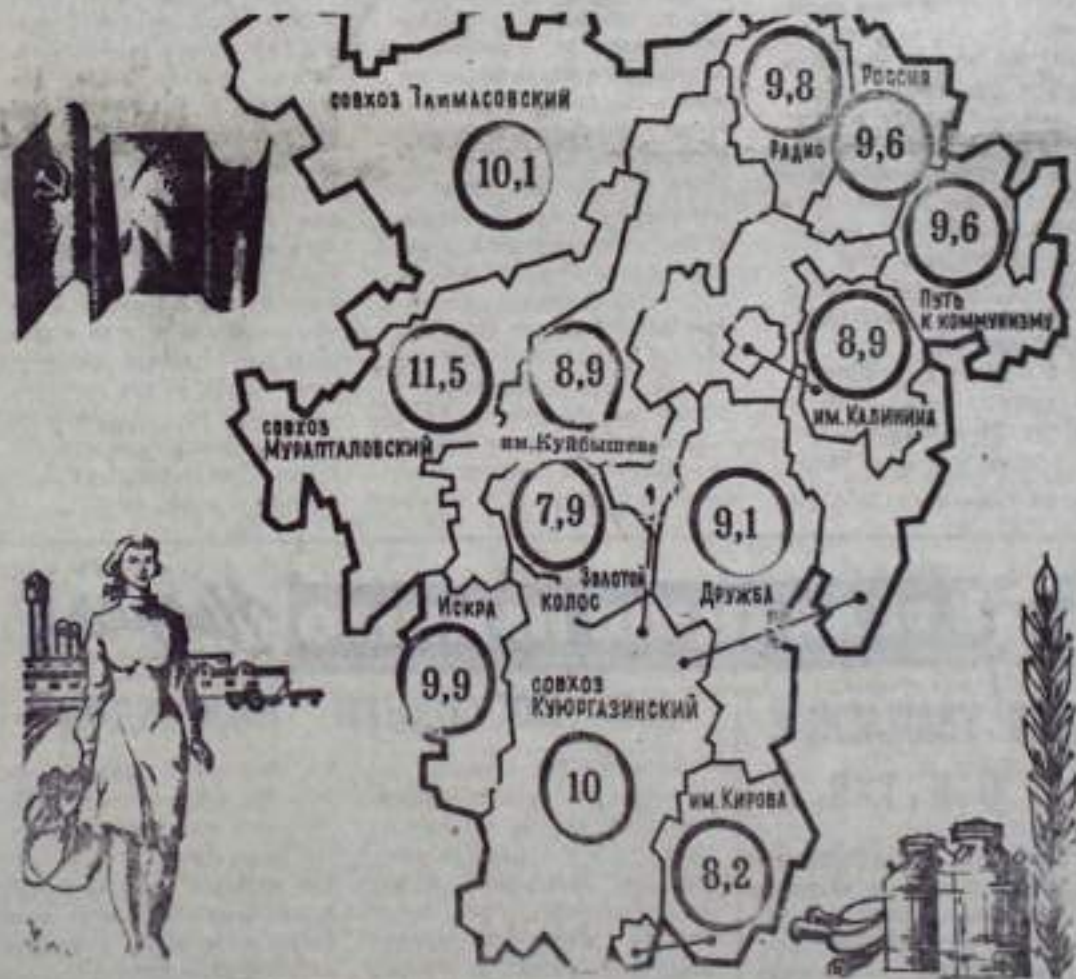 совхоз Таимасовский
10,1
9,8
Россия
Радио
9,6
9,6
Путь
к коммунизму
8,9
им. Калинина
11,5
8,9
совхоз
Мурапталовский
им. Куйбышева
7,9
Золотой
колос
9,1
Дружба
Искра
9,9
совхоз
Куюргазинский
10
им. Кирова
8,2